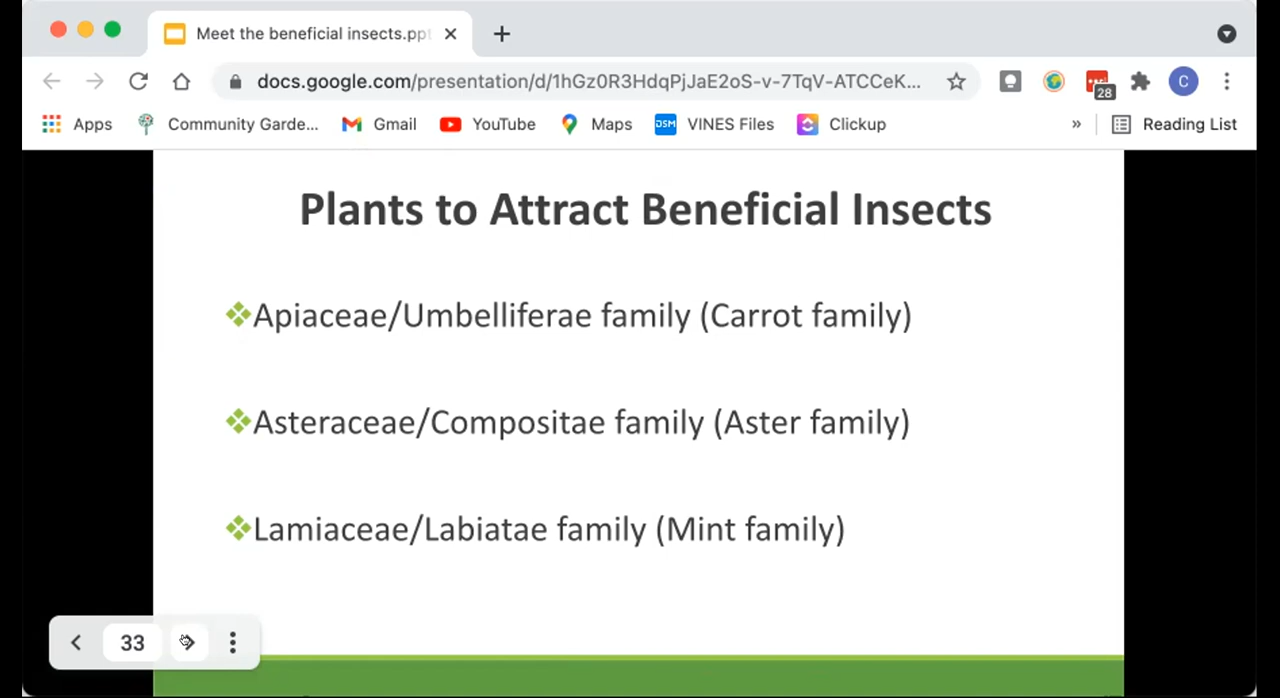 Meet the beneficial insects.ppt
docs.google.com/presentation/d/1hGz0R3HdqPjJaE2oS-v-7TqV-ATCCeK...
28
C
Apps
Community Garde...
Gmail
YouTube
Maps
DSM
VINES Files
Clickup
»
Reading List
Plants to Attract Beneficial Insects
Apiaceae/Umbelliferae family (Carrot family)
Asteraceae/Compositae family (Aster family)
Lamiaceae/Labiatae family (Mint family)
33